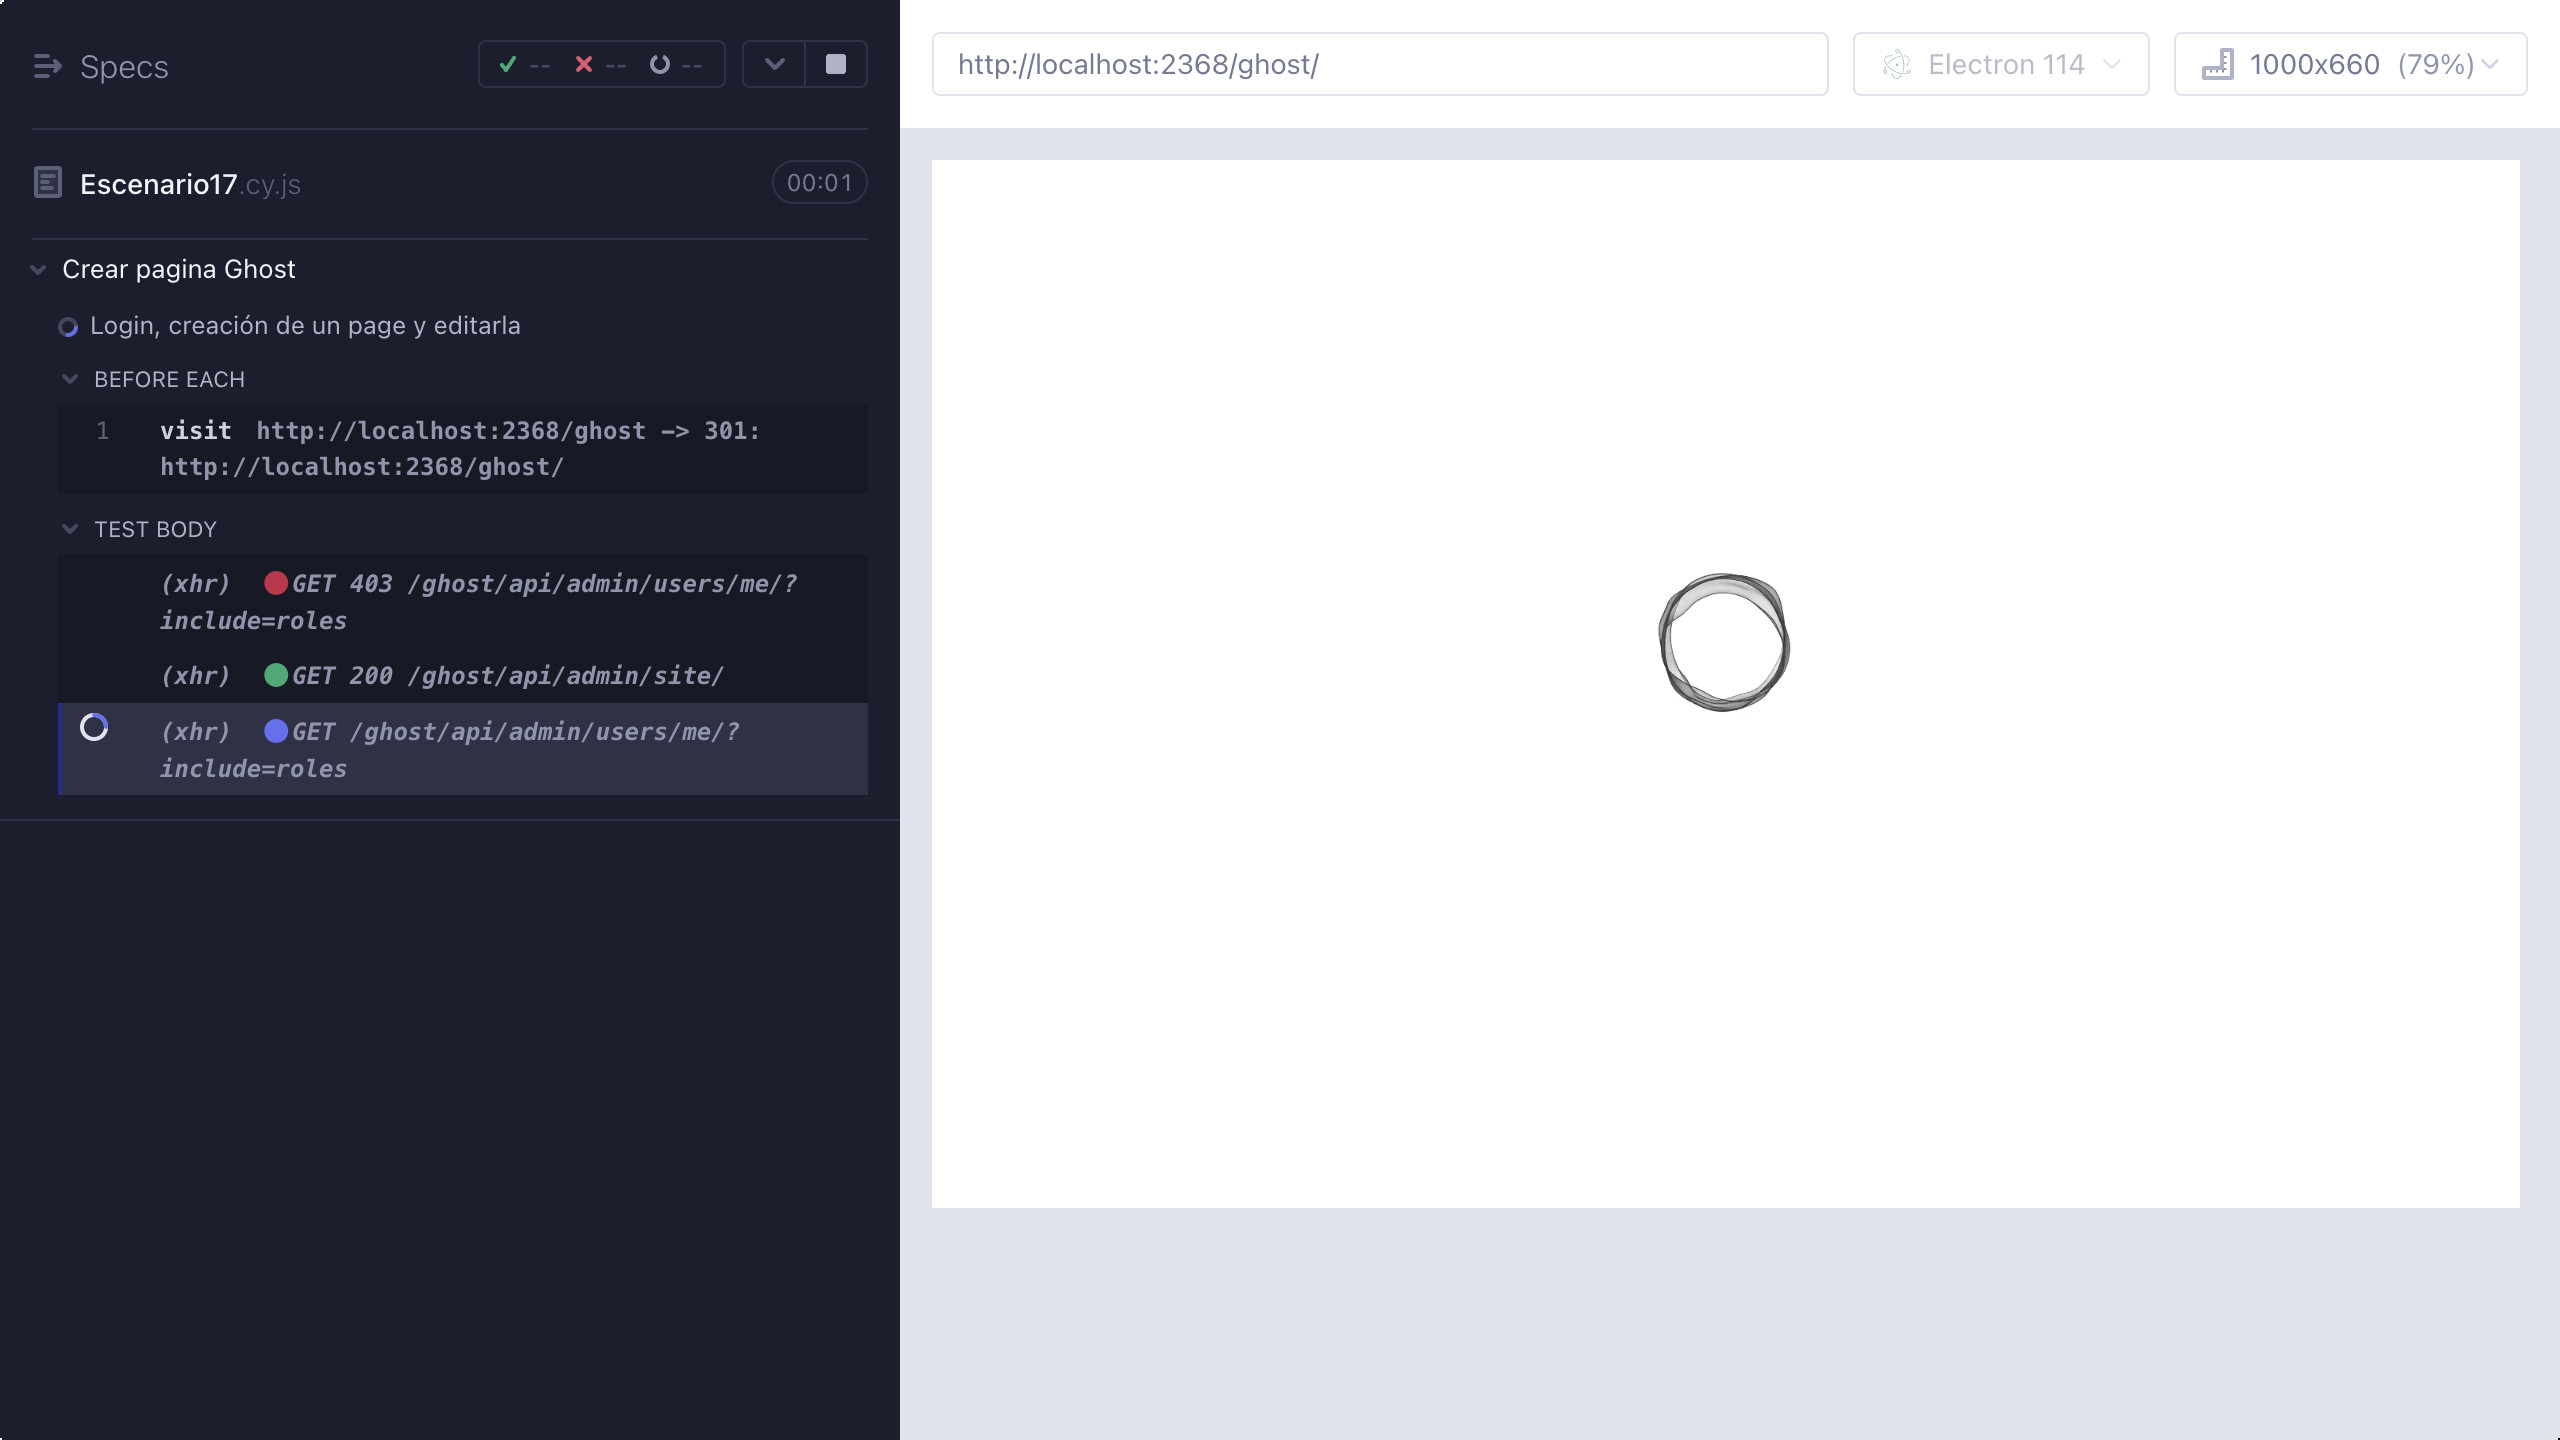 Specs
-- -- --
Escenario17.cy.js
00:01
Crear pagina Ghost
Login, creación de un page y editarla
BEFORE EACH
1 visit http://localhost:2368/ghost -> 301:
http://localhost:2368/ghost/
TEST BODY
(xhr) GET 403 /ghost/api/admin/users/me/?
include=roles
(xhr) GET 200 /ghost/api/admin/site/
(xhr) GET /ghost/api/admin/users/me/?
include=roles
http://localhost:2368/ghost/
Electron 114
1000x660 (79%)